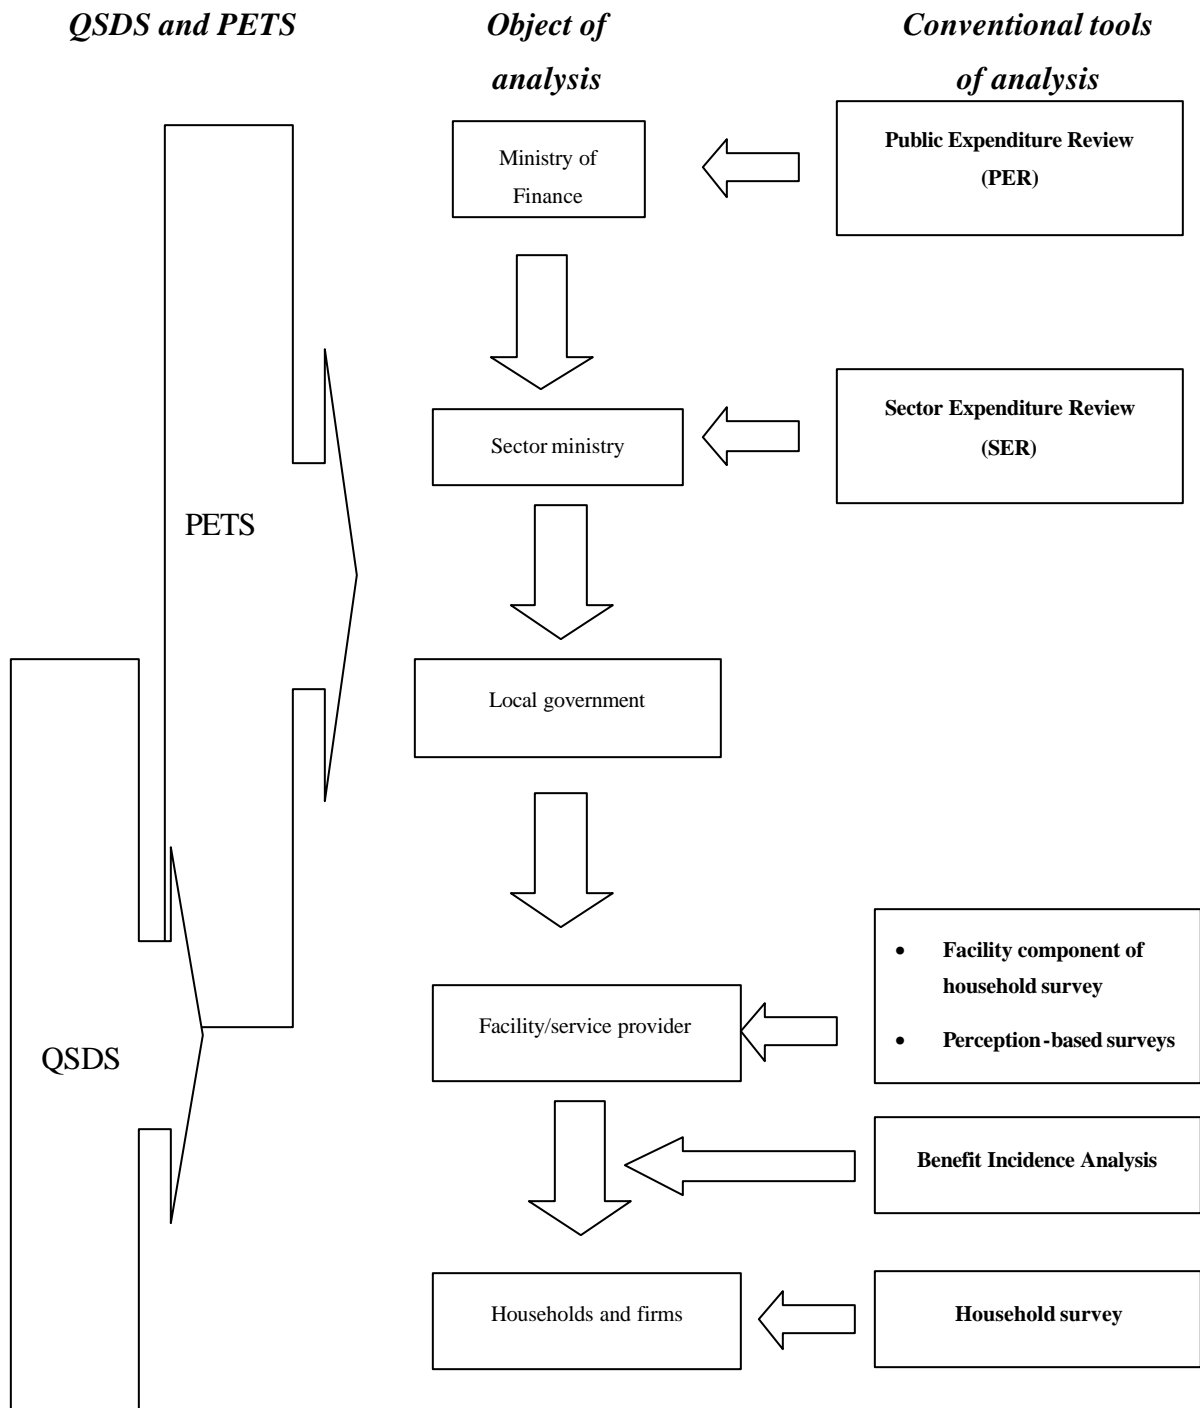 QSDS and PETS
Object of
analysis
Conventional tools
of analysis
Ministry of
Finance
Public Expenditure Review
(PER)
Sector ministry
Sector Expenditure Review
(SER)
PETS
Local government
QSDS
Facility/service provider
• Facility component of
household survey
• Perception-based surveys
Benefit Incidence Analysis
Households and firms
Household survey